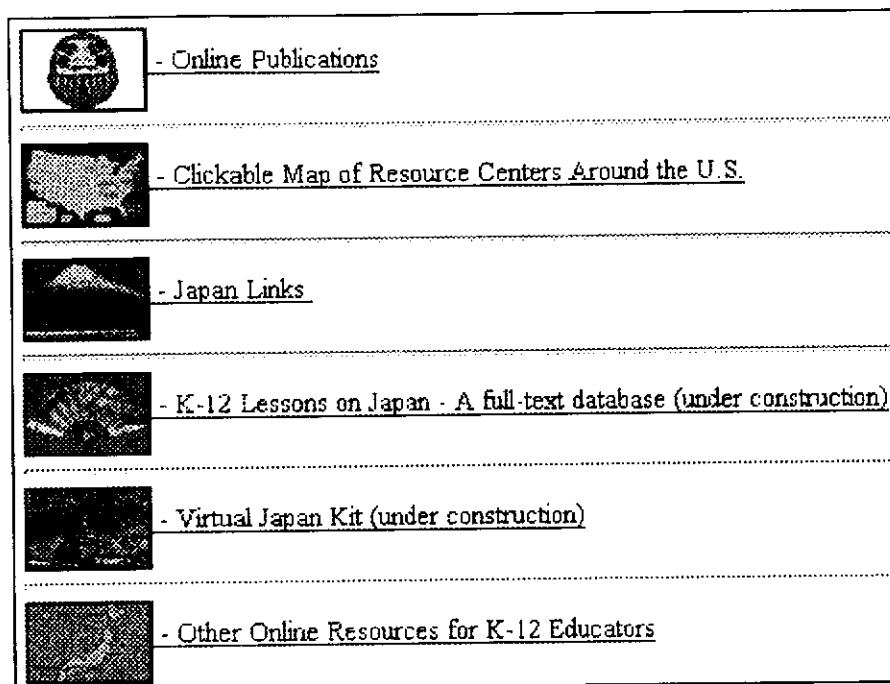 - Online Publications
- Clickable Map of Resource Centers Around the U.S.
- Japan Links
- K-12 Lessons on Japan - A full-text database (under construction)
- Virtual Japan Kit (under construction)
- Other Online Resources for K-12 Educators